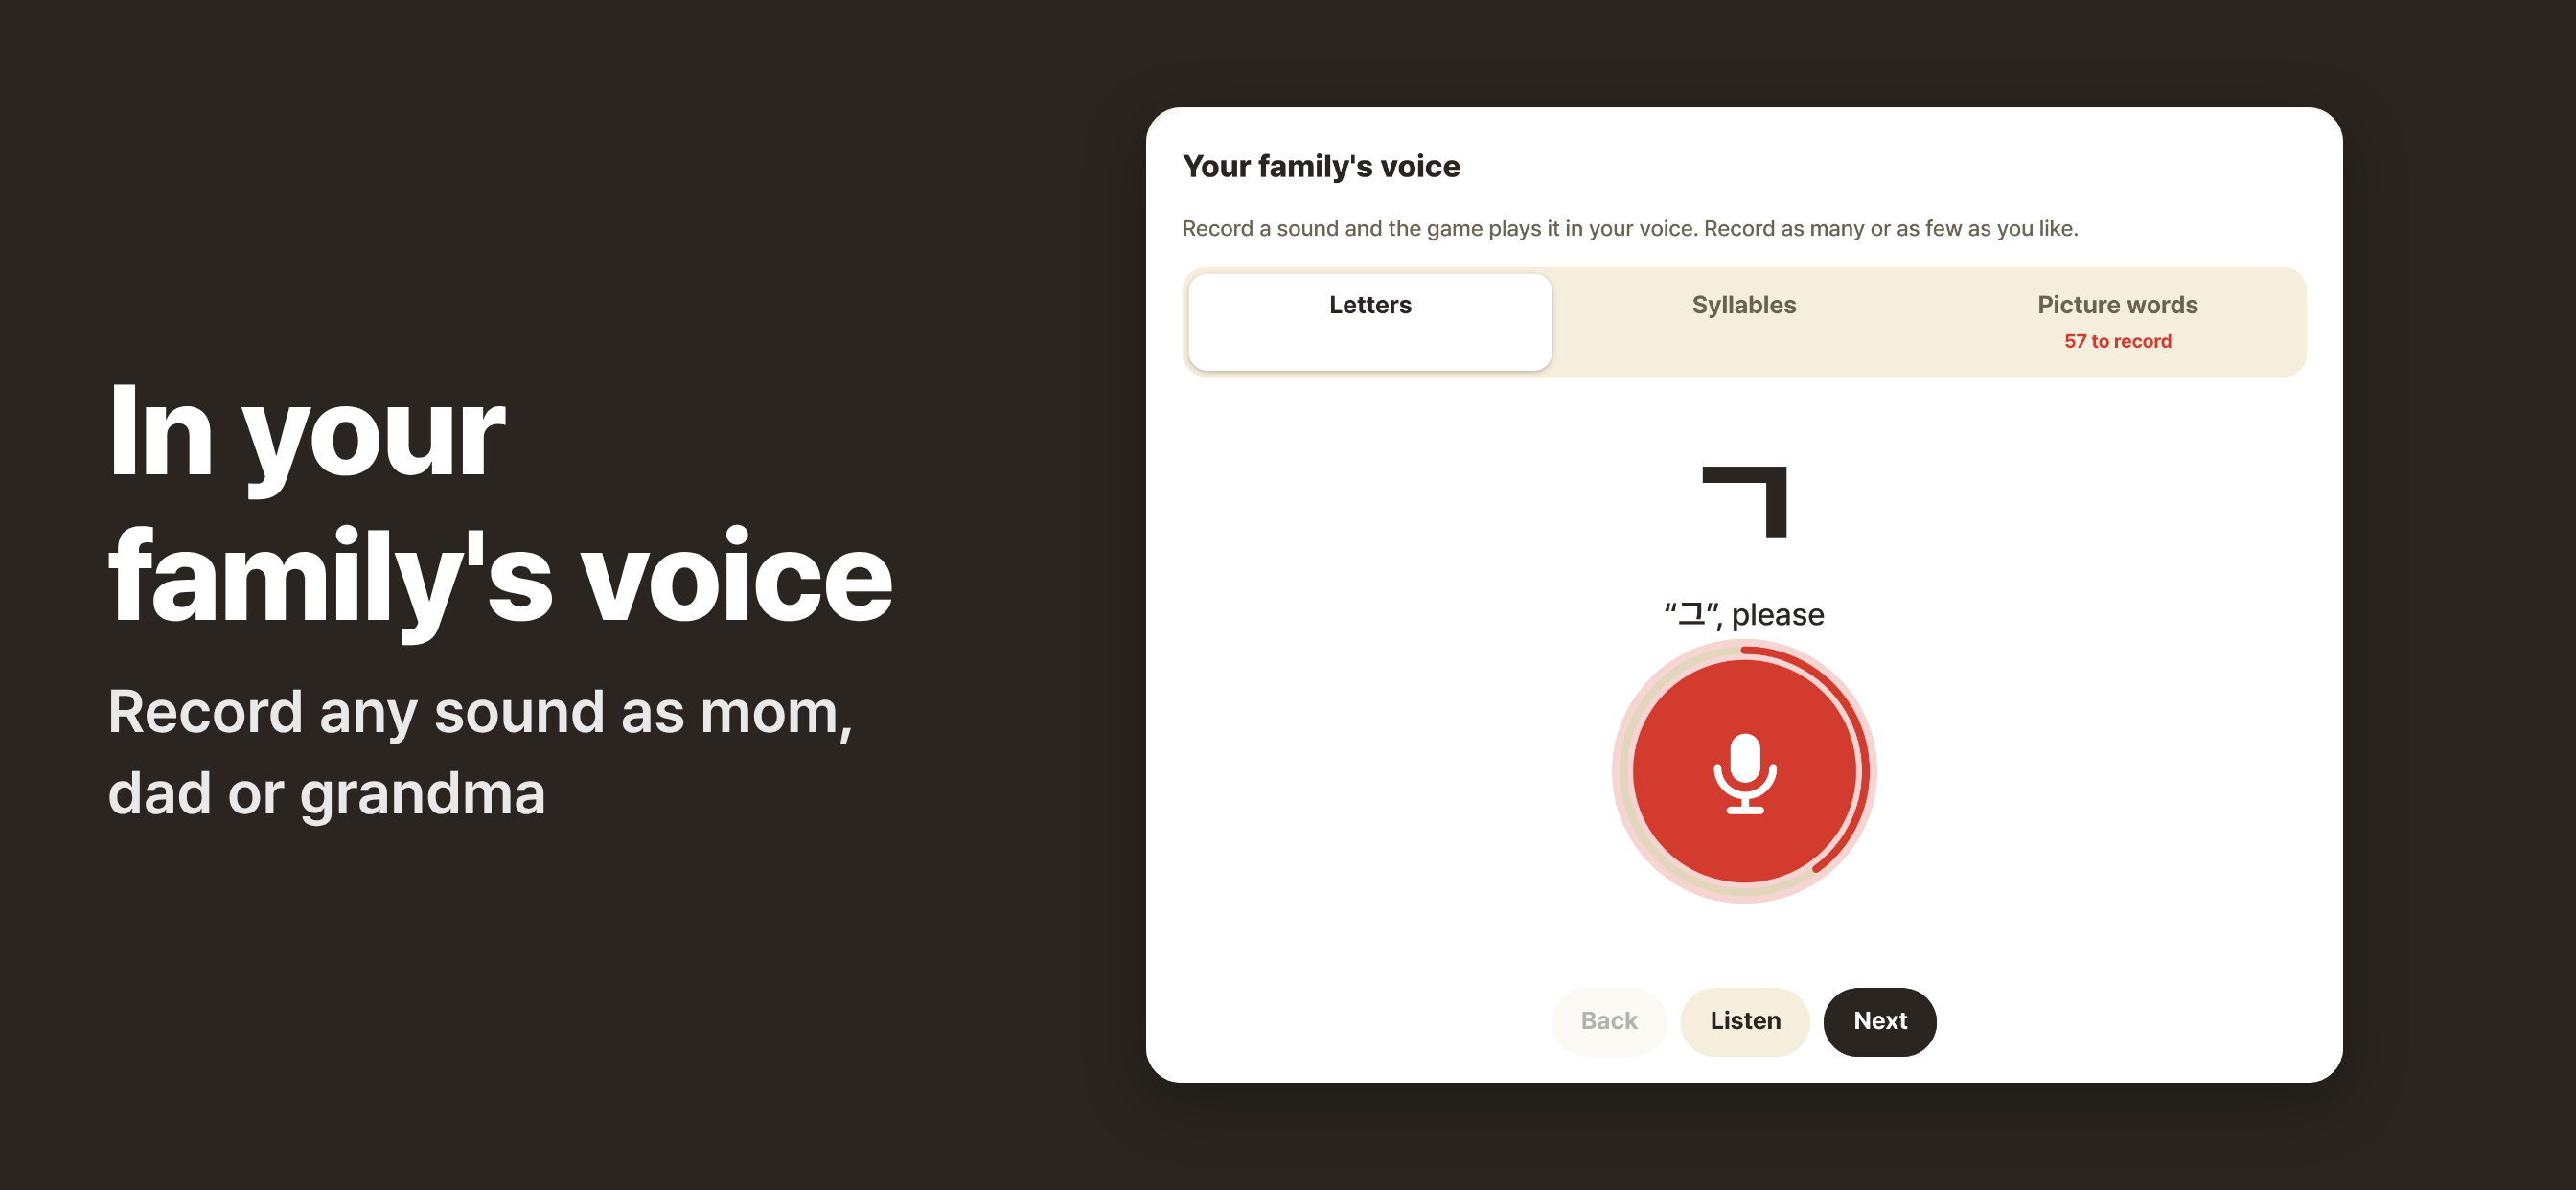 In your
family's voice
Record any sound as mom,
dad or grandma
Your family's voice
Record a sound and the game plays it in your voice. Record as many or as few as you like.
Letters
Syllables
Picture words
57 to record
ㄱ
“그”, please
Back
Listen
Next